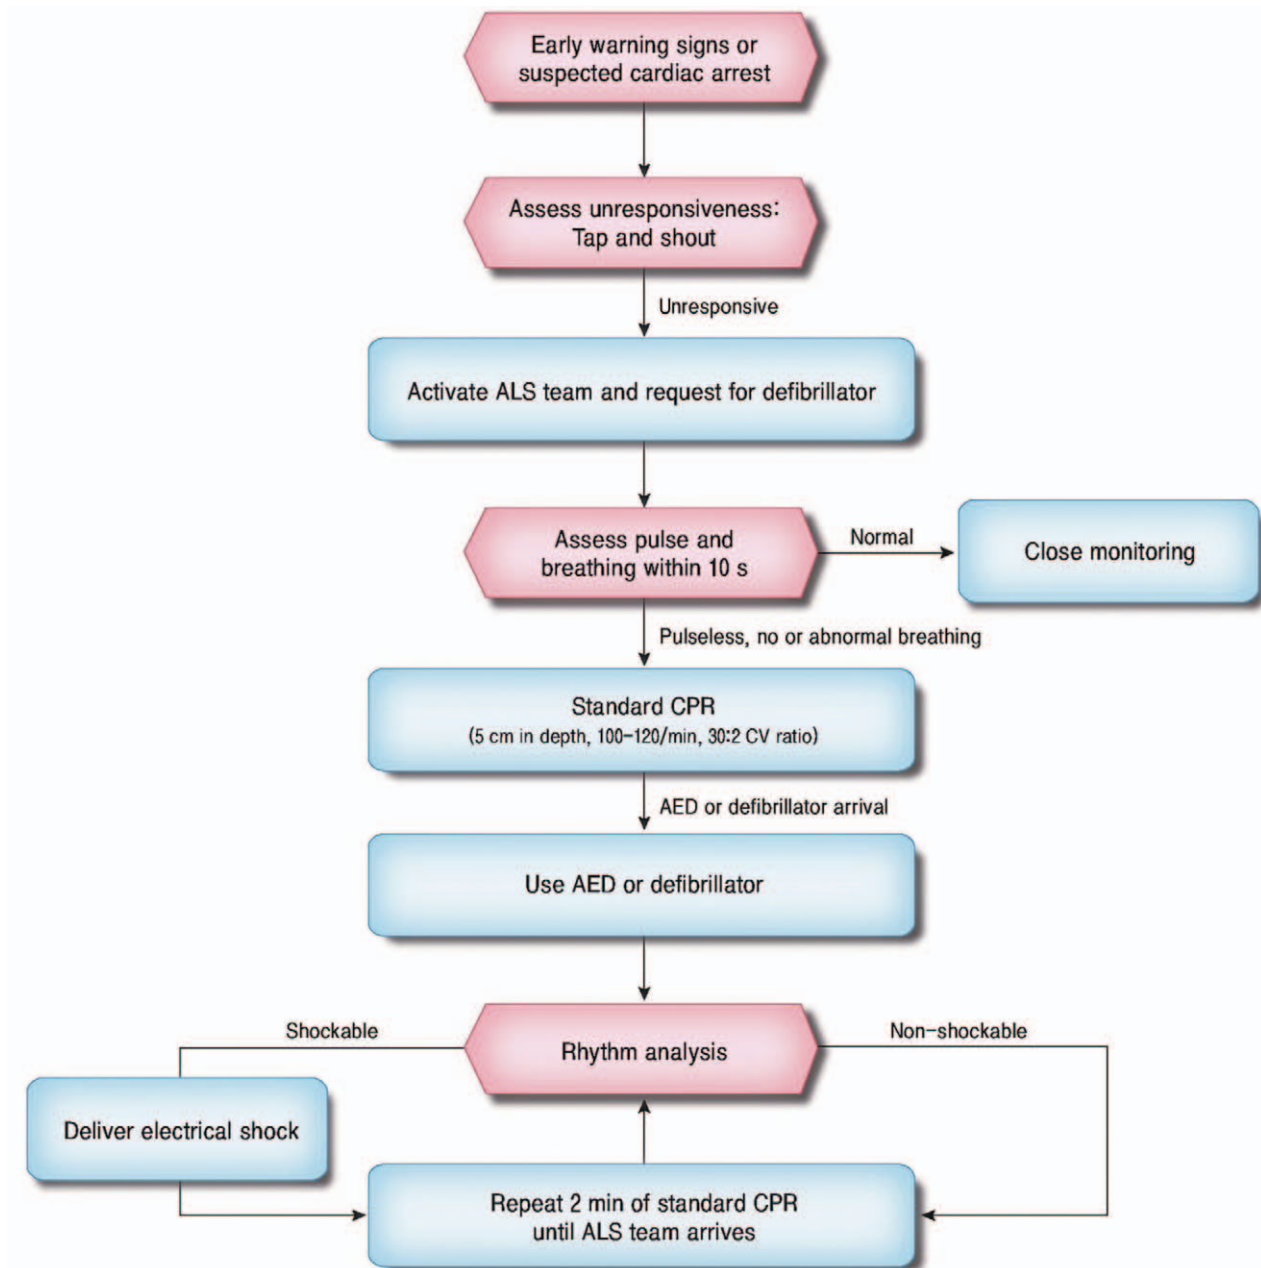 Early warning signs or
suspected cardiac arrest
Assess unresponsiveness:
Tap and shout
Unresponsive
Activate ALS team and request for defibrillator
Assess pulse and
breathing within 10 s
Normal
Close monitoring
Pulseless, no or abnormal breathing
Standard CPR
(5 cm in depth, 100-120/min, 30:2 CV ratio)
AED or defibrillator arrival
Use AED or defibrillator
Shockable
Rhythm analysis
Non-shockable
Deliver electrical shock
Repeat 2 min of standard CPR
until ALS team arrives